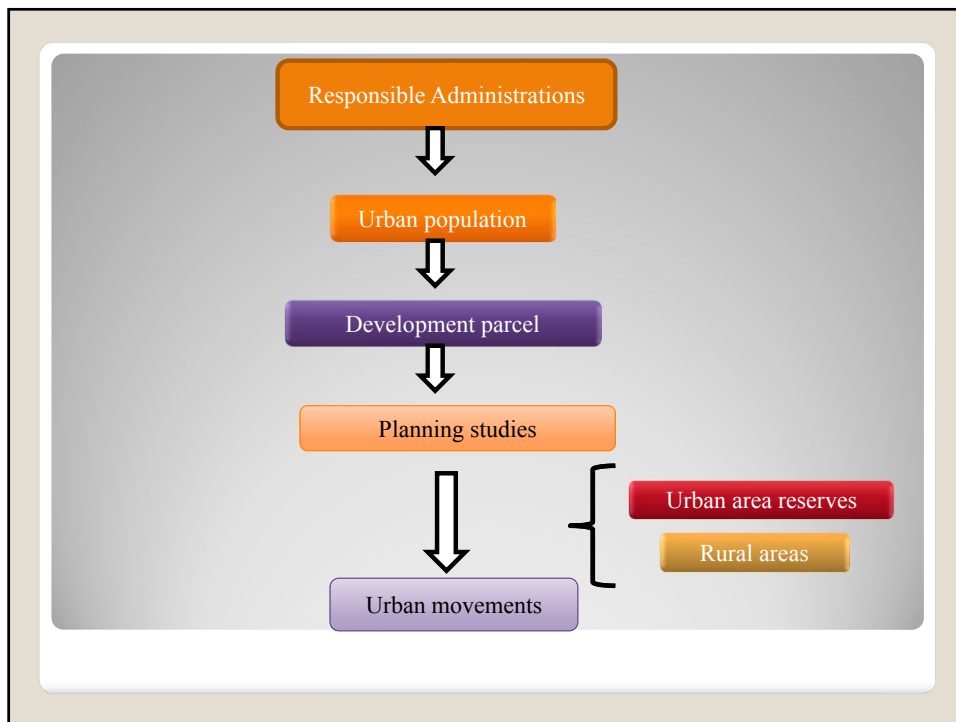 Responsible Administrations
Urban population
Development parcel
Planning studies
Urban area reserves
Rural areas
Urban movements